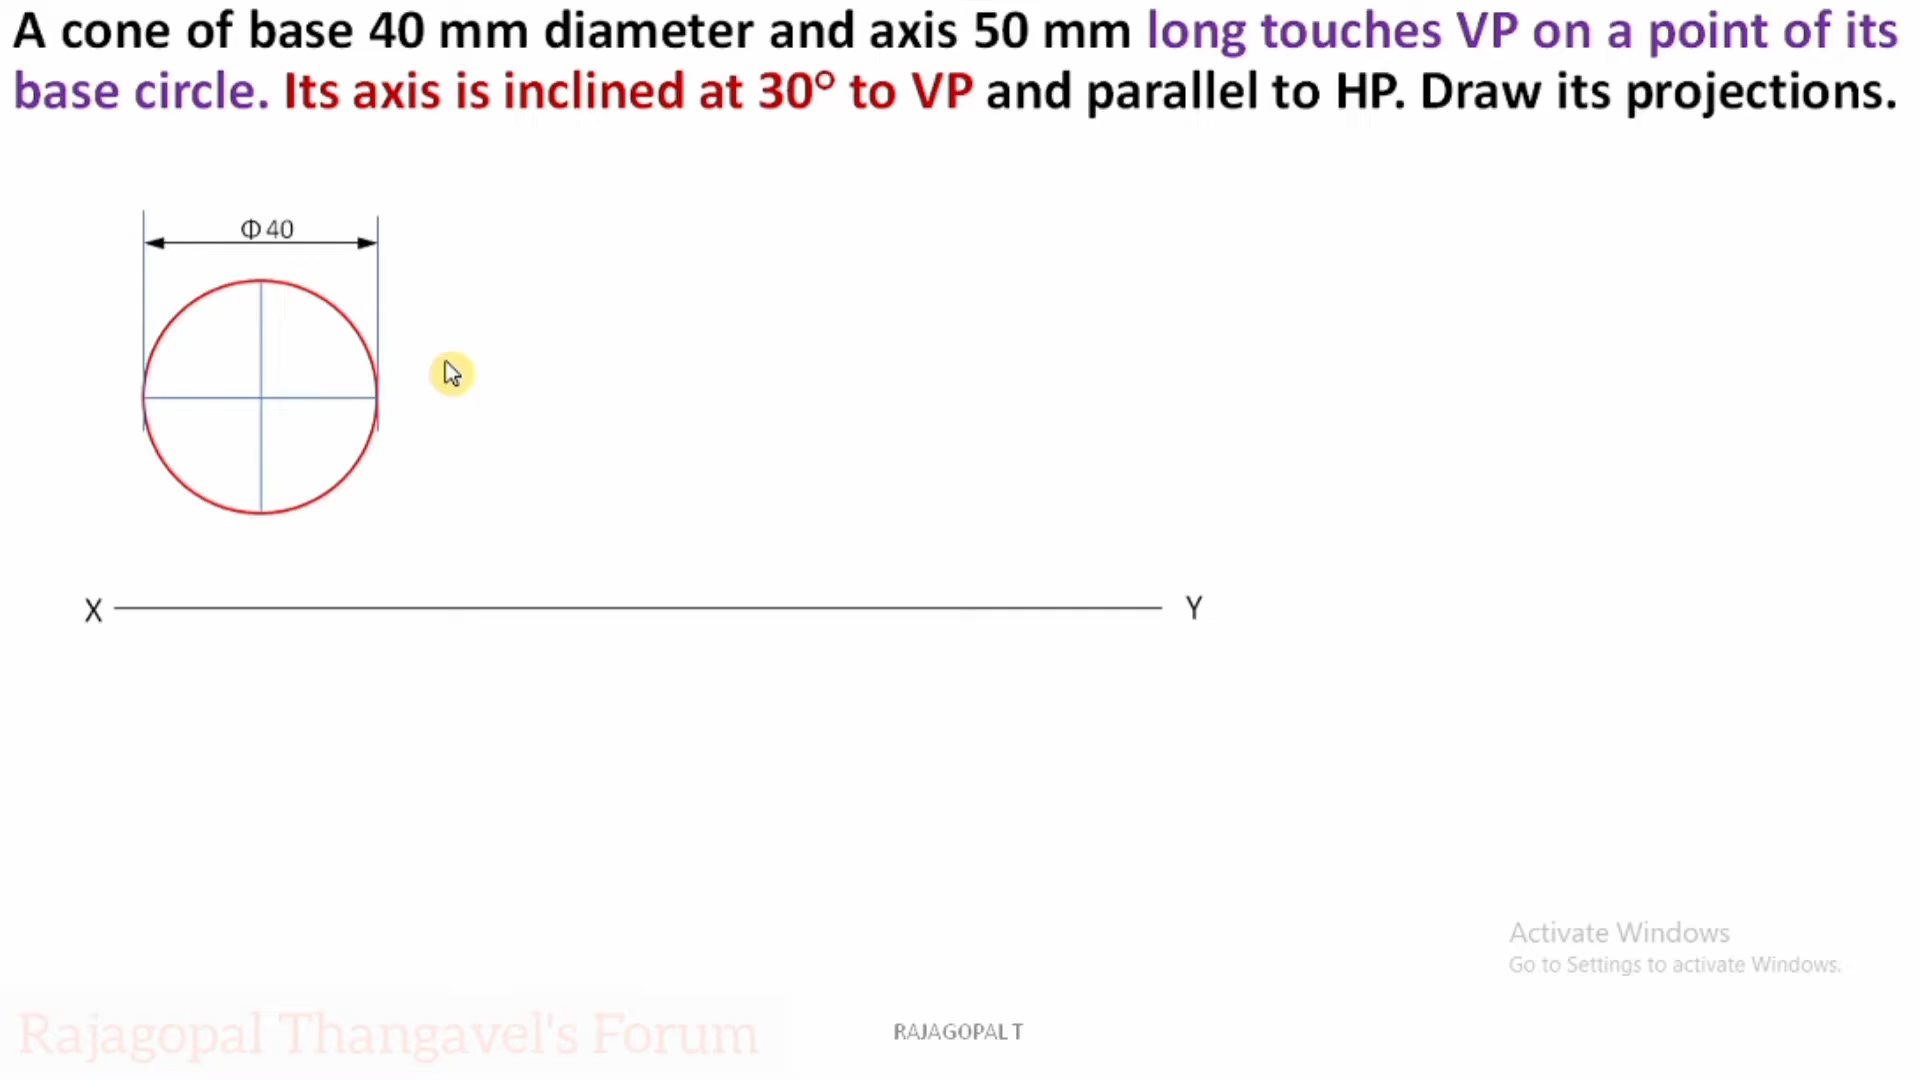 A cone of base 40 mm diameter and axis 50 mm long touches VP on a point of its
base circle. Its axis is inclined at 30° to VP and parallel to HP. Draw its projections.
Φ40
X
Y
Activate Windows
Go to Settings to activate Windows.
Rajagopal Thangavel's Forum
RAJAGOPAL T